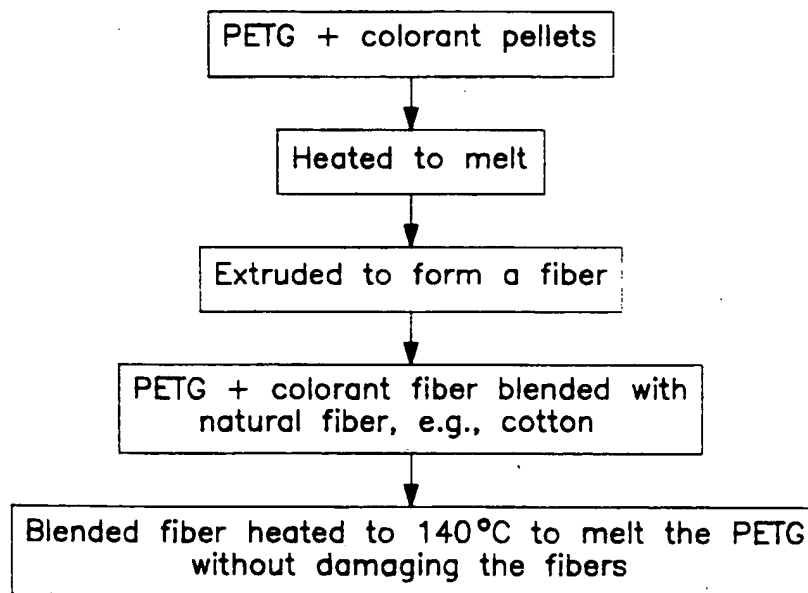 PETG + colorant pellets
Heated to melt
Extruded to form a fiber
PETG + colorant fiber blended with
natural fiber, e.g., cotton
Blended fiber heated to 140°C to melt the PETG
without damaging the fibers